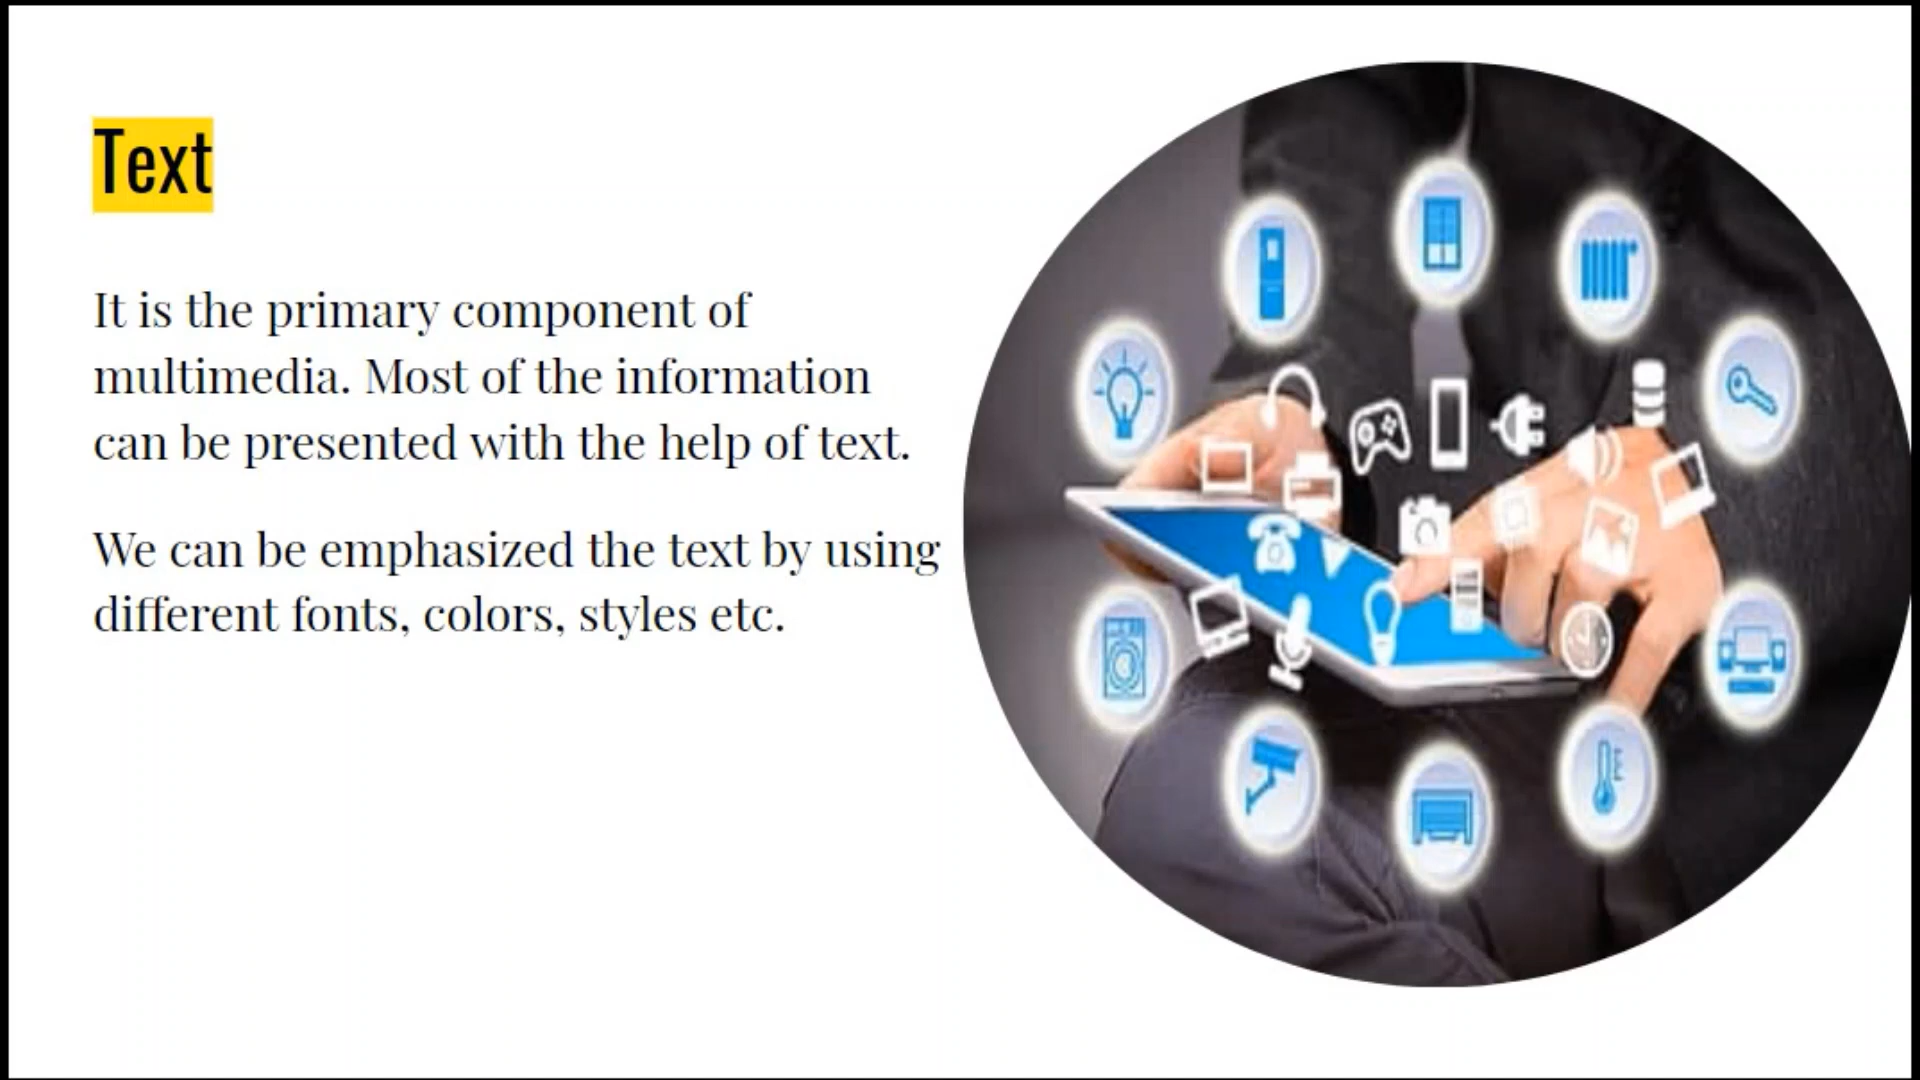 Text
It is the primary component of
multimedia. Most of the information
can be presented with the help of text.
We can be emphasized the text by using
different fonts, colors, styles etc.